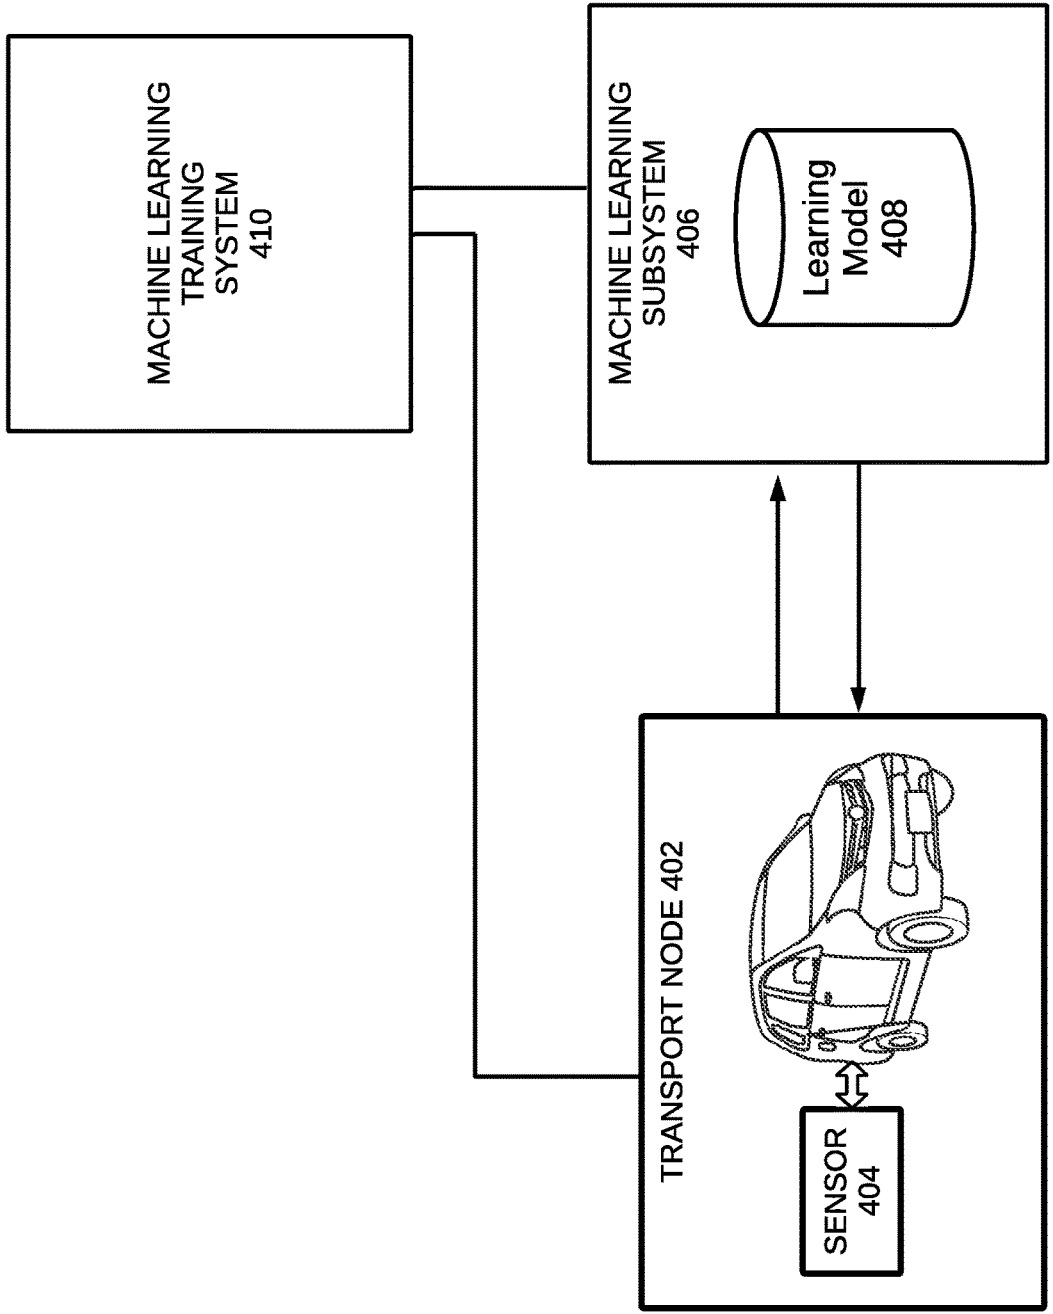 MACHINE LEARNING
TRAINING
SYSTEM
410
MACHINE LEARNING
SUBSYSTEM
406
Learning
Model
408
TRANSPORT NODE 402
SENSOR
404